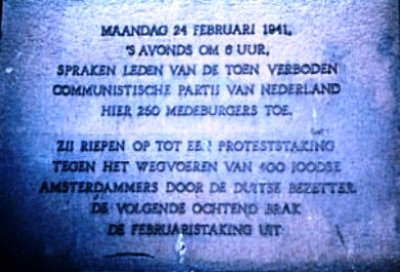 MAANDAG 24 FEBRUARI 1941,
'S AVONDS OM 6 UUR,
SPRAKEN LEDEN VAN DE TOEN VERBODEN
COMMUNISTISCHE PARTIJ VAN NEDERLAND
HIER 250 MEDEBURGERS TOE.
ZIJ RIEPEN OP TOT EEN PROTESTSTAKING
TEGEN HET WEGVOEREN VAN 400 JOODSE
AMSTERDAMMERS DOOR DE DUITSE BEZETTER.
DE VOLGENDE OCHTEND BRAK
DE FEBRUARISTAKING UIT